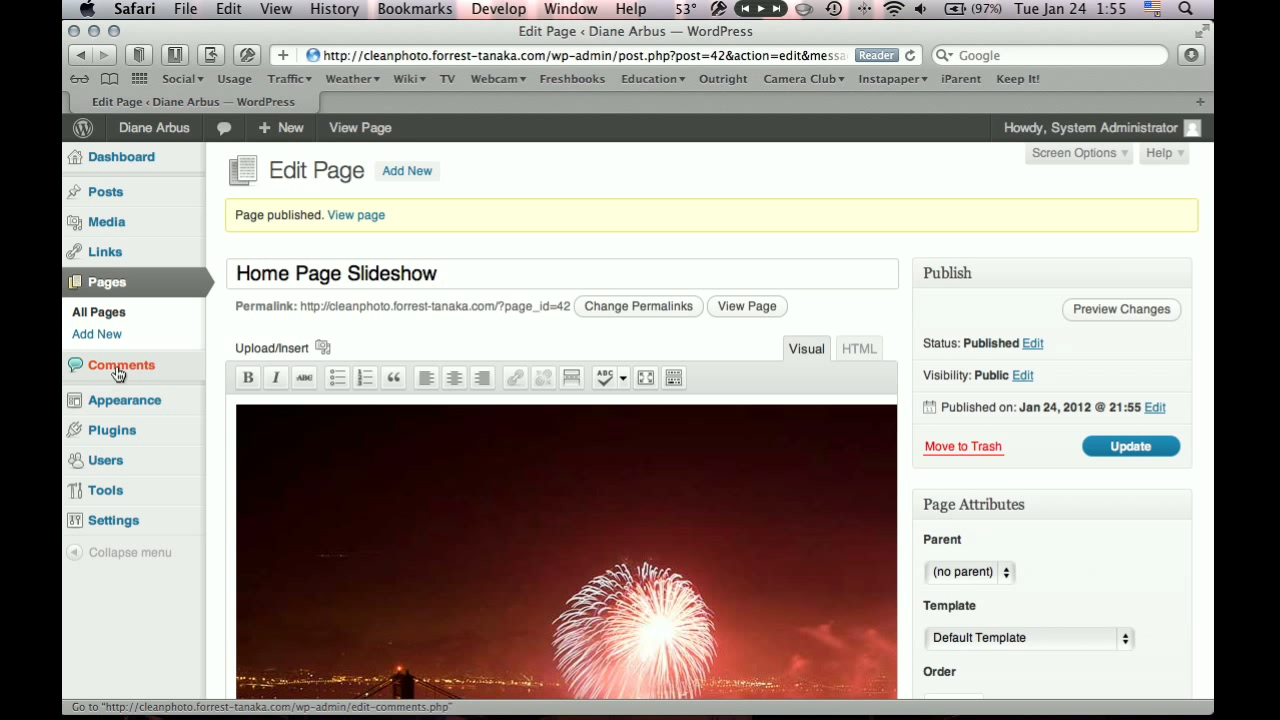 Safari File Edit View History Bookmarks Develop Window Help 53° (97%) Tue Jan 24 1:55
Edit Page ‹ Diane Arbus — WordPress
http://cleanphoto.forrest-tanaka.com/wp-admin/post.php?post=42&action=edit&messa Reader Google
Social Usage Traffic Weather Wiki TV Webcam Freshbooks Education Outright Camera Club Instapaper iParent Keep It!
Edit Page ‹ Diane Arbus — WordPress
Diane Arbus + New View Page Howdy, System Administrator
Screen Options Help
Dashboard
Posts
Media
Links
Pages
All Pages
Add New
Comments
Appearance
Plugins
Users
Tools
Settings
Collapse menu
Edit Page Add New
Page published. View page
Home Page Slideshow
Permalink: http://cleanphoto.forrest-tanaka.com/?page_id=42 Change Permalinks View Page
Upload/Insert Visual HTML
B I ABC ABC
Publish
Preview Changes
Status: Published Edit
Visibility: Public Edit
Published on: Jan 24, 2012 @ 21:55 Edit
Move to Trash Update
Page Attributes
Parent
(no parent)
Template
Default Template
Order
Go to "http://cleanphoto.forrest-tanaka.com/wp-admin/edit-comments.php"